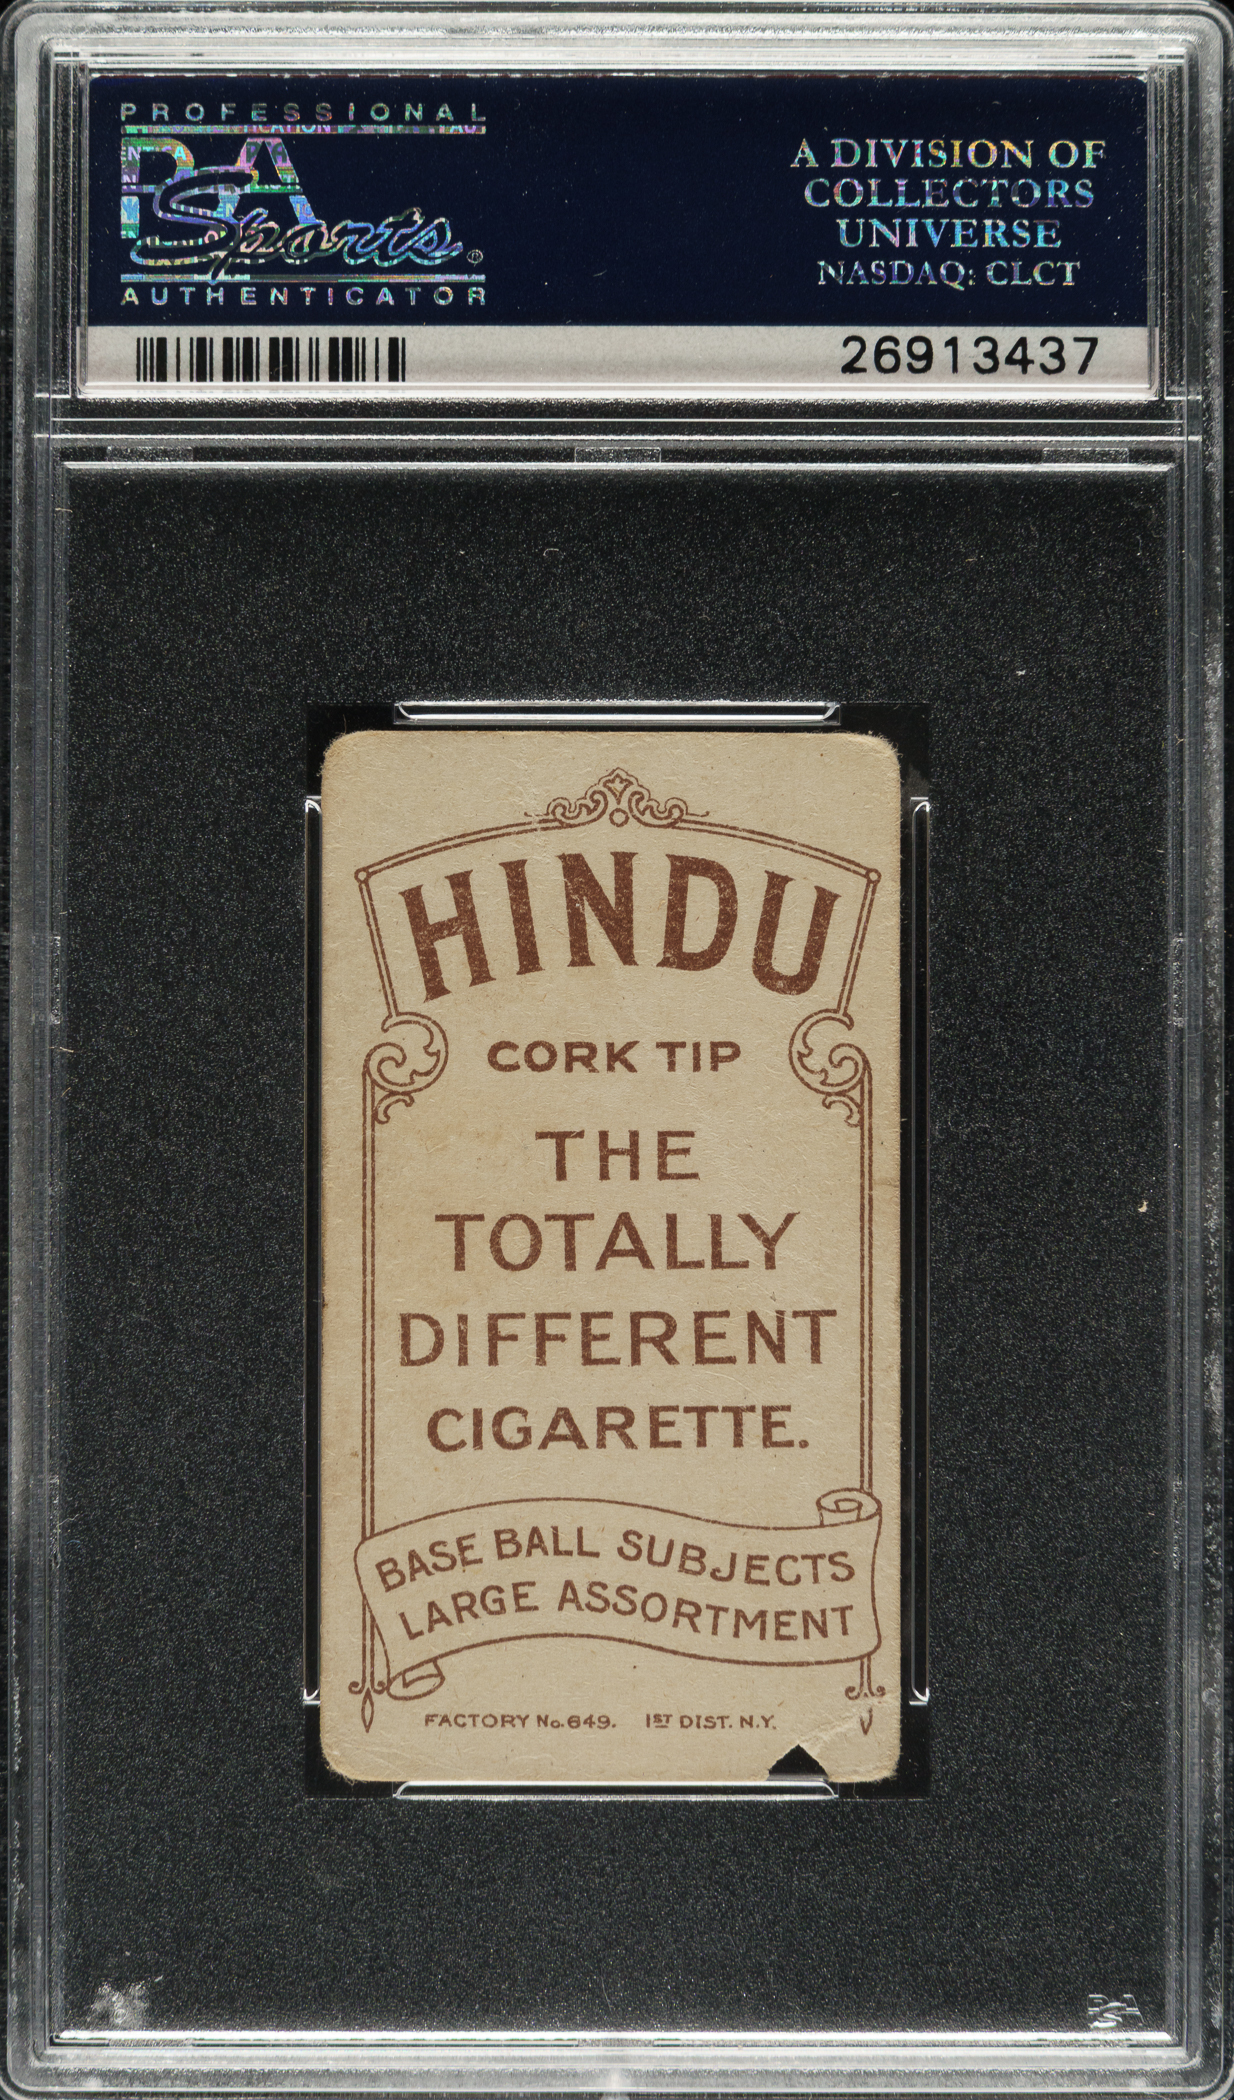 PROFESSIONAL
PSA
Sports®
AUTHENTICATOR
A DIVISION OF
COLLECTORS
UNIVERSE
NASDAQ: CLCT
26913437
HINDU
CORK TIP
THE
TOTALLY
DIFFERENT
CIGARETTE.
BASE BALL SUBJECTS
LARGE ASSORTMENT
FACTORY No. 649. 1ST DIST. N.Y.
PSA